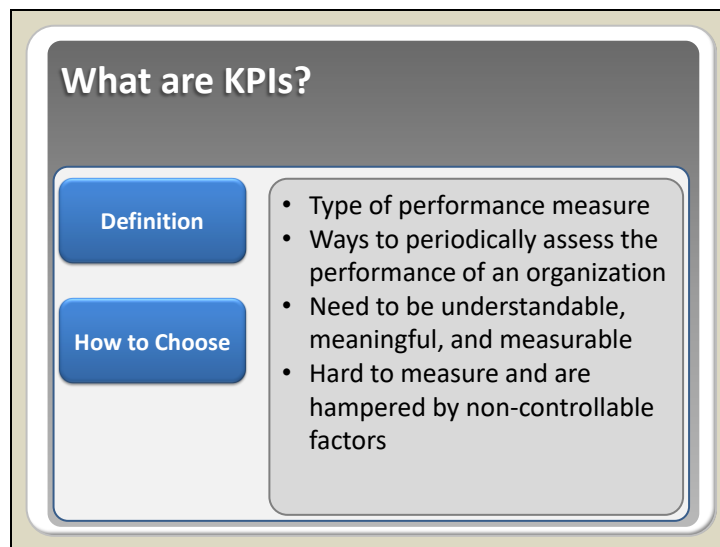 What are KPIs?
Definition
How to Choose
• Type of performance measure
• Ways to periodically assess the
performance of an organization
• Need to be understandable,
meaningful, and measurable
• Hard to measure and are
hampered by non-controllable
factors